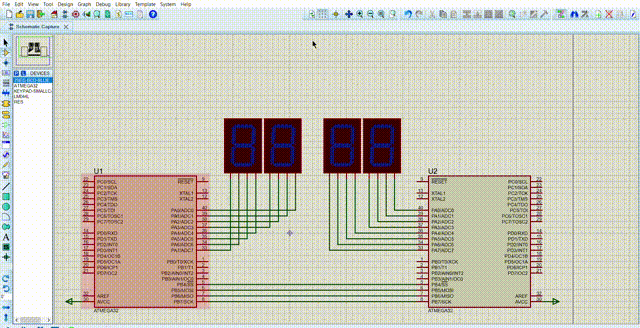 File Edit View Tool Design Graph Debug Library Template System Help
Schematic Capture
P L DEVICES
ATMEGA32
LM044L
RES
U1
PC0/SCL
PC1/SDA
PC2/TCK
PC3/TMS
PC4/TDO
PC5/TDI
PC6/TOSC1
PC7/TOSC2
PD0/RXD
PD1/TXD
PD2/INT0
PD3/INT1
PD4/OC1B
PD5/OC1A
PD6/ICP1
PD7/OC2
AREF
AVCC
RESET
XTAL1
XTAL2
PA0/ADC0
PA1/ADC1
PA2/ADC2
PA3/ADC3
PA4/ADC4
PA5/ADC5
PA6/ADC6
PA7/ADC7
PB0/T0/XCK
PB1/T1
PB2/AIN0/INT2
PB3/AIN1/OC0
PB4/SS
PB5/MOSI
PB6/MISO
PB7/SCK
ATMEGA32
U2
RESET
XTAL1
XTAL2
PA0/ADC0
PA1/ADC1
PA2/ADC2
PA3/ADC3
PA4/ADC4
PA5/ADC5
PA6/ADC6
PA7/ADC7
PB0/T0/XCK
PB1/T1
PB2/AIN0/INT2
PB3/AIN1/OC0
PB4/SS
PB5/MOSI
PB6/MISO
PB7/SCK
PC0/SCL
PC1/SDA
PC2/TCK
PC3/TMS
PC4/TDO
PC5/TDI
PC6/TOSC1
PC7/TOSC2
PD0/RXD
PD1/TXD
PD2/INT0
PD3/INT1
PD4/OC1B
PD5/OC1A
PD6/ICP1
PD7/OC2
AREF
AVCC
ATMEGA32